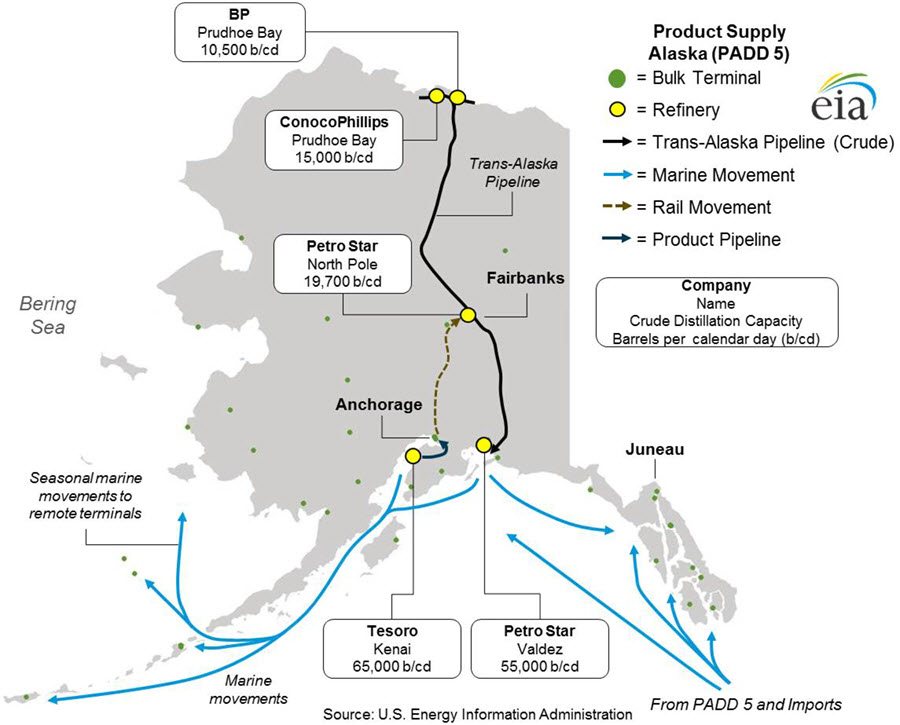 BP
Prudhoe Bay
10,500 b/cd
Product Supply
Alaska (PADD 5)
= Bulk Terminal
= Refinery
= Trans-Alaska Pipeline (Crude)
= Marine Movement
= Rail Movement
= Product Pipeline
eia
ConocoPhillips
Prudhoe Bay
15,000 b/cd
Trans-Alaska
Pipeline
Petro Star
North Pole
19,700 b/cd
Fairbanks
Company
Name
Crude Distillation Capacity
Barrels per calendar day (b/cd)
Bering
Sea
Anchorage
Juneau
Seasonal marine
movements to
remote terminals
Tesoro
Kenai
65,000 b/cd
Petro Star
Valdez
55,000 b/cd
Marine
movements
From PADD 5 and Imports
Source: U.S. Energy Information Administration